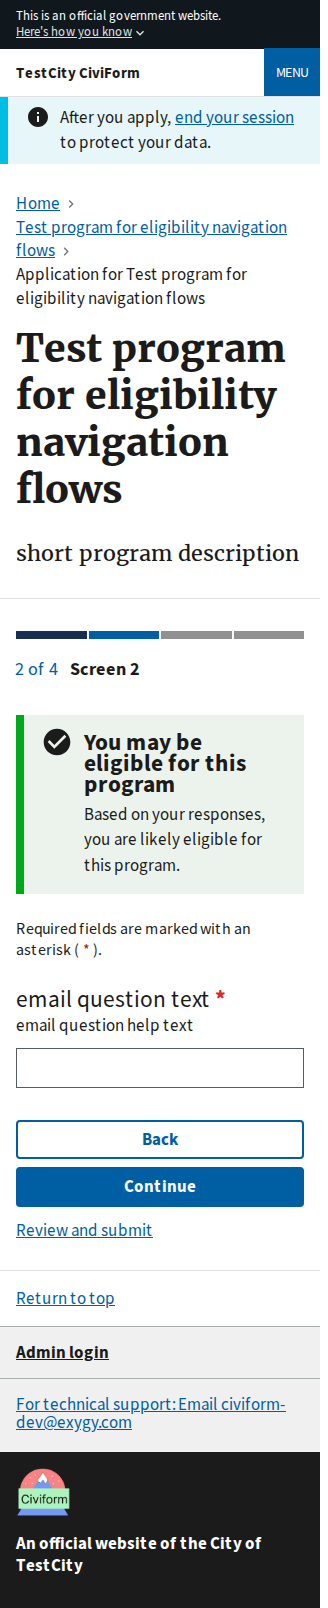 This is an official government website.
Here's how you know
TestCity CiviForm
MENU
After you apply, end your session
to protect your data.
Home
Test program for eligibility navigation
flows
Application for Test program for
eligibility navigation flows
Test program
for eligibility
navigation
flows
short program description
2 of 4 Screen 2
You may be
eligible for this
program
Based on your responses,
you are likely eligible for
this program.
Required fields are marked with an
asterisk ( * ).
email question text *
email question help text
Back
Continue
Review and submit
Return to top
Admin login
For technical support: Email civiform-
dev@exygy.com
Civiform
An official website of the City of
TestCity